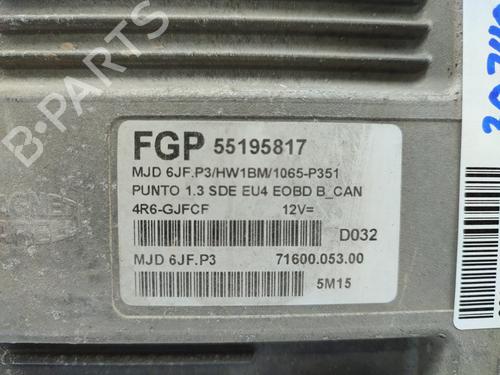 FGP 55195817
MJD 6JF.P3/HW1BM/1065-P351
PUNTO 1.3 SDE EU4 EOBD B_CAN
4R6-GJFCF 12V=
D032
MJD 6JF.P3 71600.053.00
5M15
B-PARTS